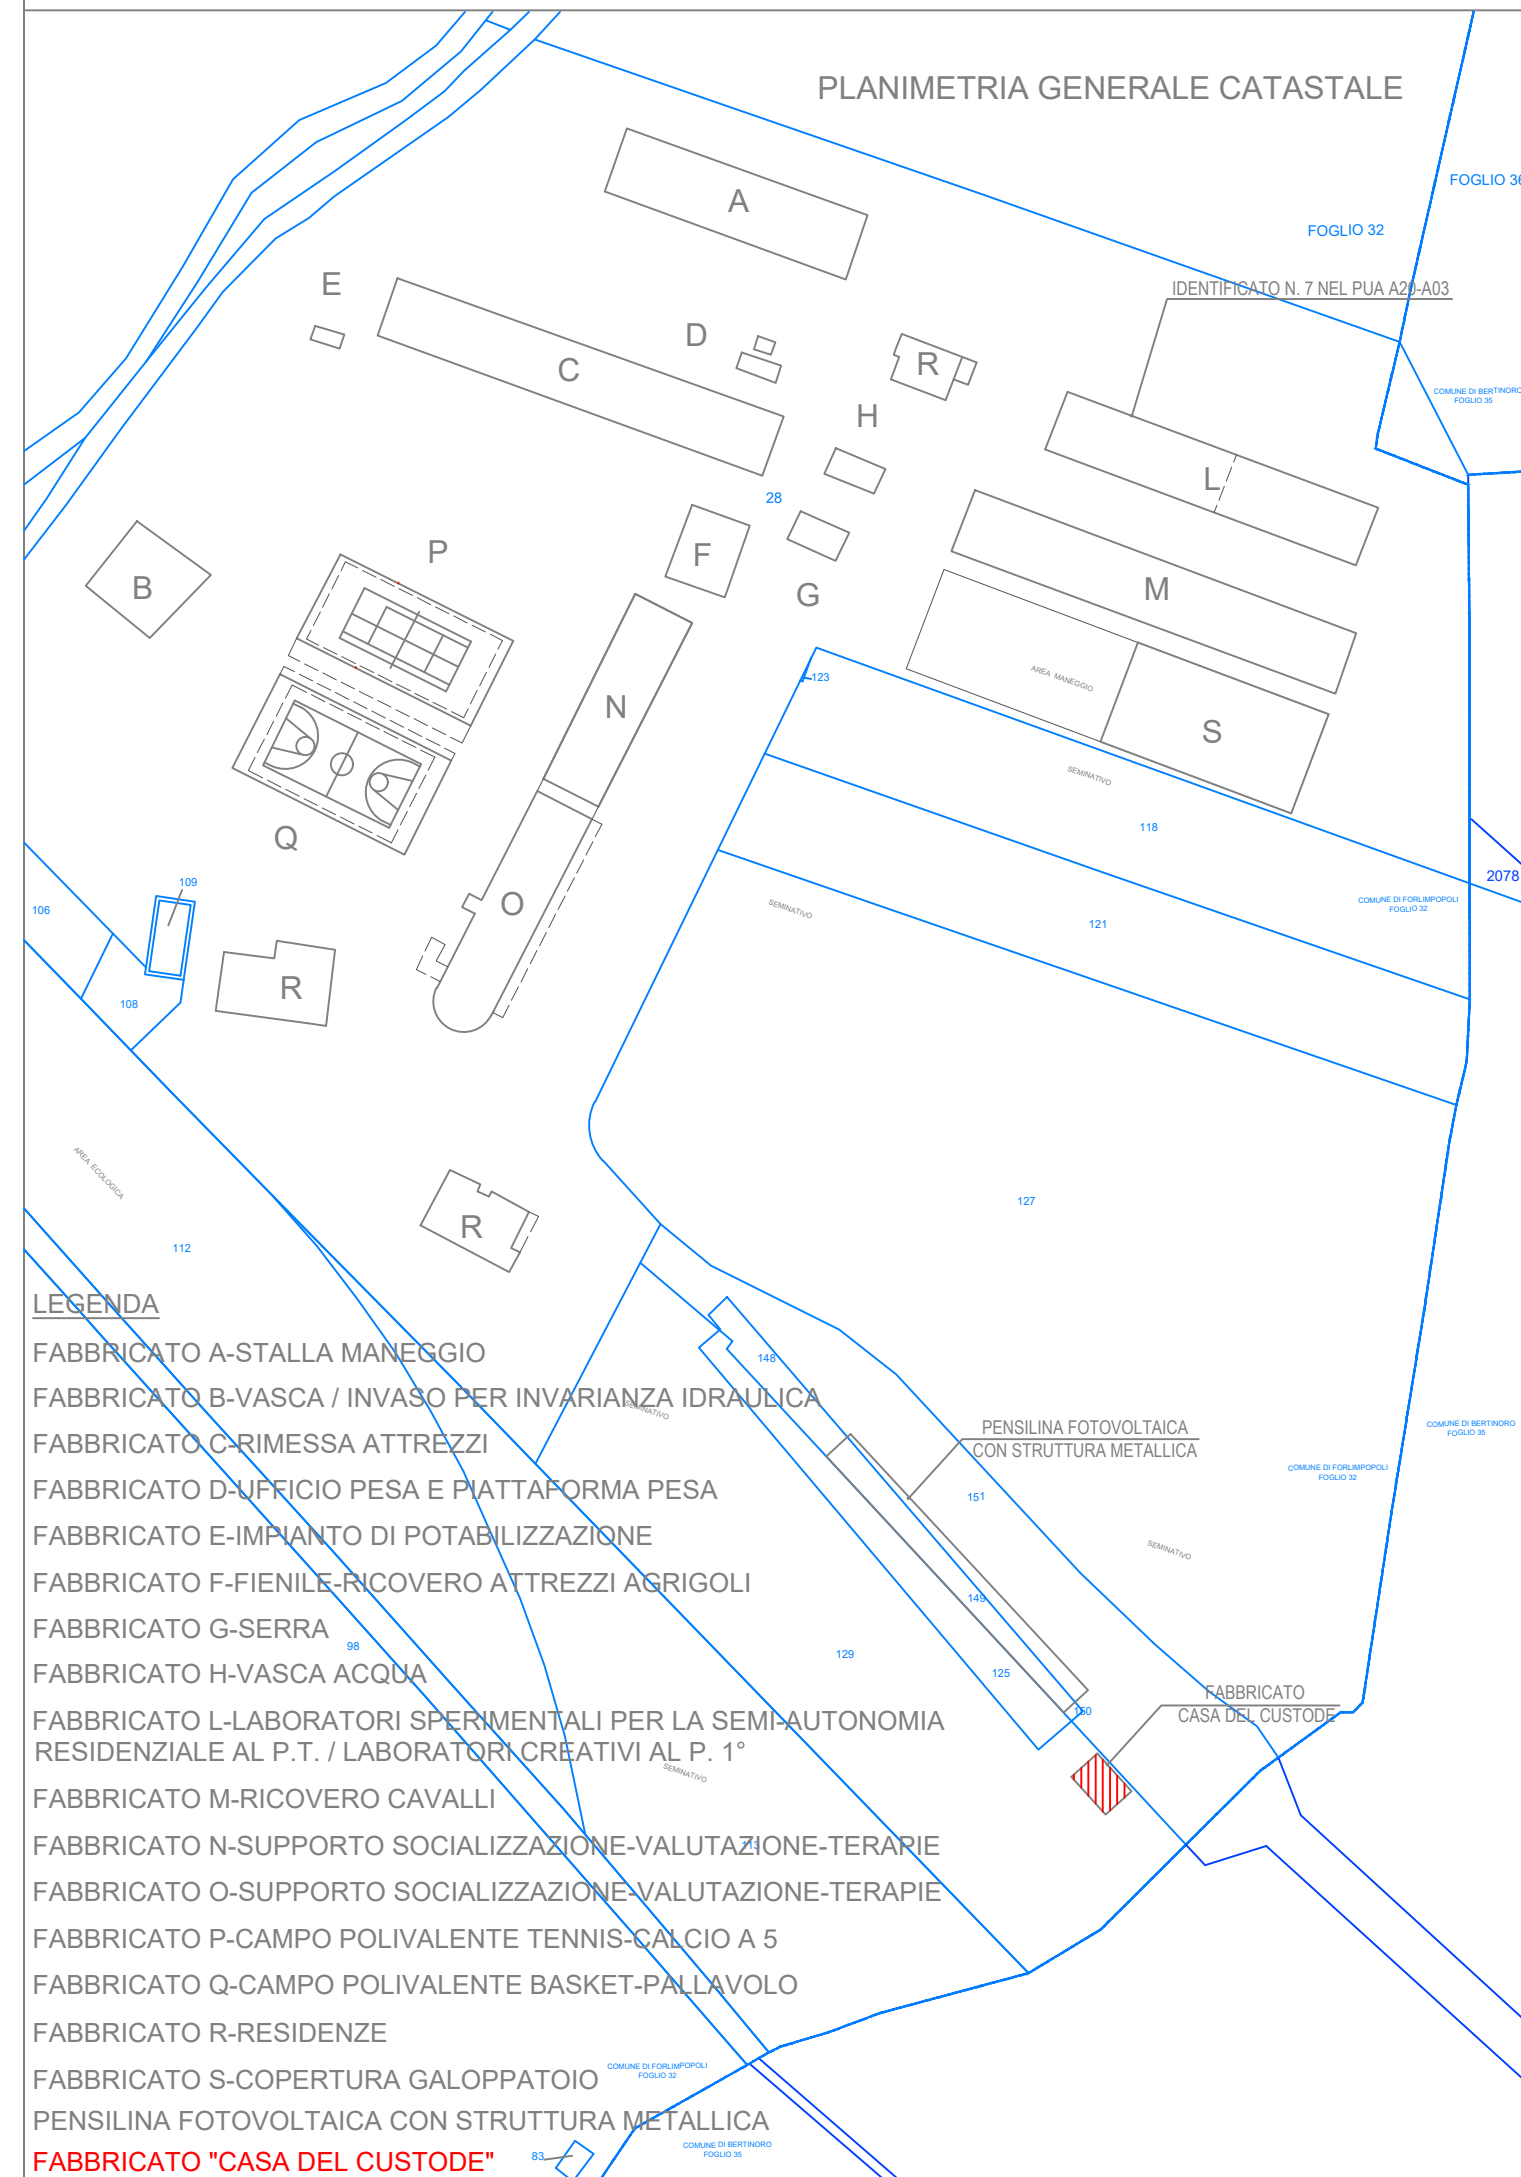 PLANIMETRIA GENERALE CATASTALE
FOGLIO 36
A
FOGLIO 32
E
IDENTIFICATO N. 7 NEL PUA A20-A03
D
C
R
COMUNE DI BERTINORO
FOGLIO 35
H
L
28
P
F
B
G
M
123
AREA MANEGGIO
N
S
SEMINATIVO
118
Q
109
2078
106
O
SEMINATIVO
COMUNE DI FORLIMPOPOLI
FOGLIO 32
121
R
108
AREA ECOLOGICA
127
R
112
LEGENDA
FABBRICATO A-STALLA MANEGGIO
148
FABBRICATO B-VASCA / INVASO PER INVARIANZA IDRAULICA
SEMINATIVO
PENSILINA FOTOVOLTAICA
CON STRUTTURA METALLICA
COMUNE DI BERTINORO
FOGLIO 35
FABBRICATO C-RIMESSA ATTREZZI
COMUNE DI FORLIMPOPOLI
FOGLIO 32
FABBRICATO D-UFFICIO PESA E PIATTAFORMA PESA
151
FABBRICATO E-IMPIANTO DI POTABILIZZAZIONE
SEMINATIVO
FABBRICATO F-FIENILE-RICOVERO ATTREZZI AGRIGOLI
149
FABBRICATO G-SERRA
98
129
FABBRICATO H-VASCA ACQUA
125
FABBRICATO
CASA DEL CUSTODE
150
FABBRICATO L-LABORATORI SPERIMENTALI PER LA SEMI-AUTONOMIA
RESIDENZIALE AL P.T. / LABORATORI CREATIVI AL P. 1°
SEMINATIVO
FABBRICATO M-RICOVERO CAVALLI
FABBRICATO N-SUPPORTO SOCIALIZZAZIONE-VALUTAZIONE-TERAPIE
113
FABBRICATO O-SUPPORTO SOCIALIZZAZIONE-VALUTAZIONE-TERAPIE
FABBRICATO P-CAMPO POLIVALENTE TENNIS-CALCIO A 5
FABBRICATO Q-CAMPO POLIVALENTE BASKET-PALLAVOLO
FABBRICATO R-RESIDENZE
COMUNE DI FORLIMPOPOLI
FOGLIO 32
FABBRICATO S-COPERTURA GALOPPATOIO
PENSILINA FOTOVOLTAICA CON STRUTTURA METALLICA
COMUNE DI BERTINORO
FOGLIO 35
83
FABBRICATO "CASA DEL CUSTODE"